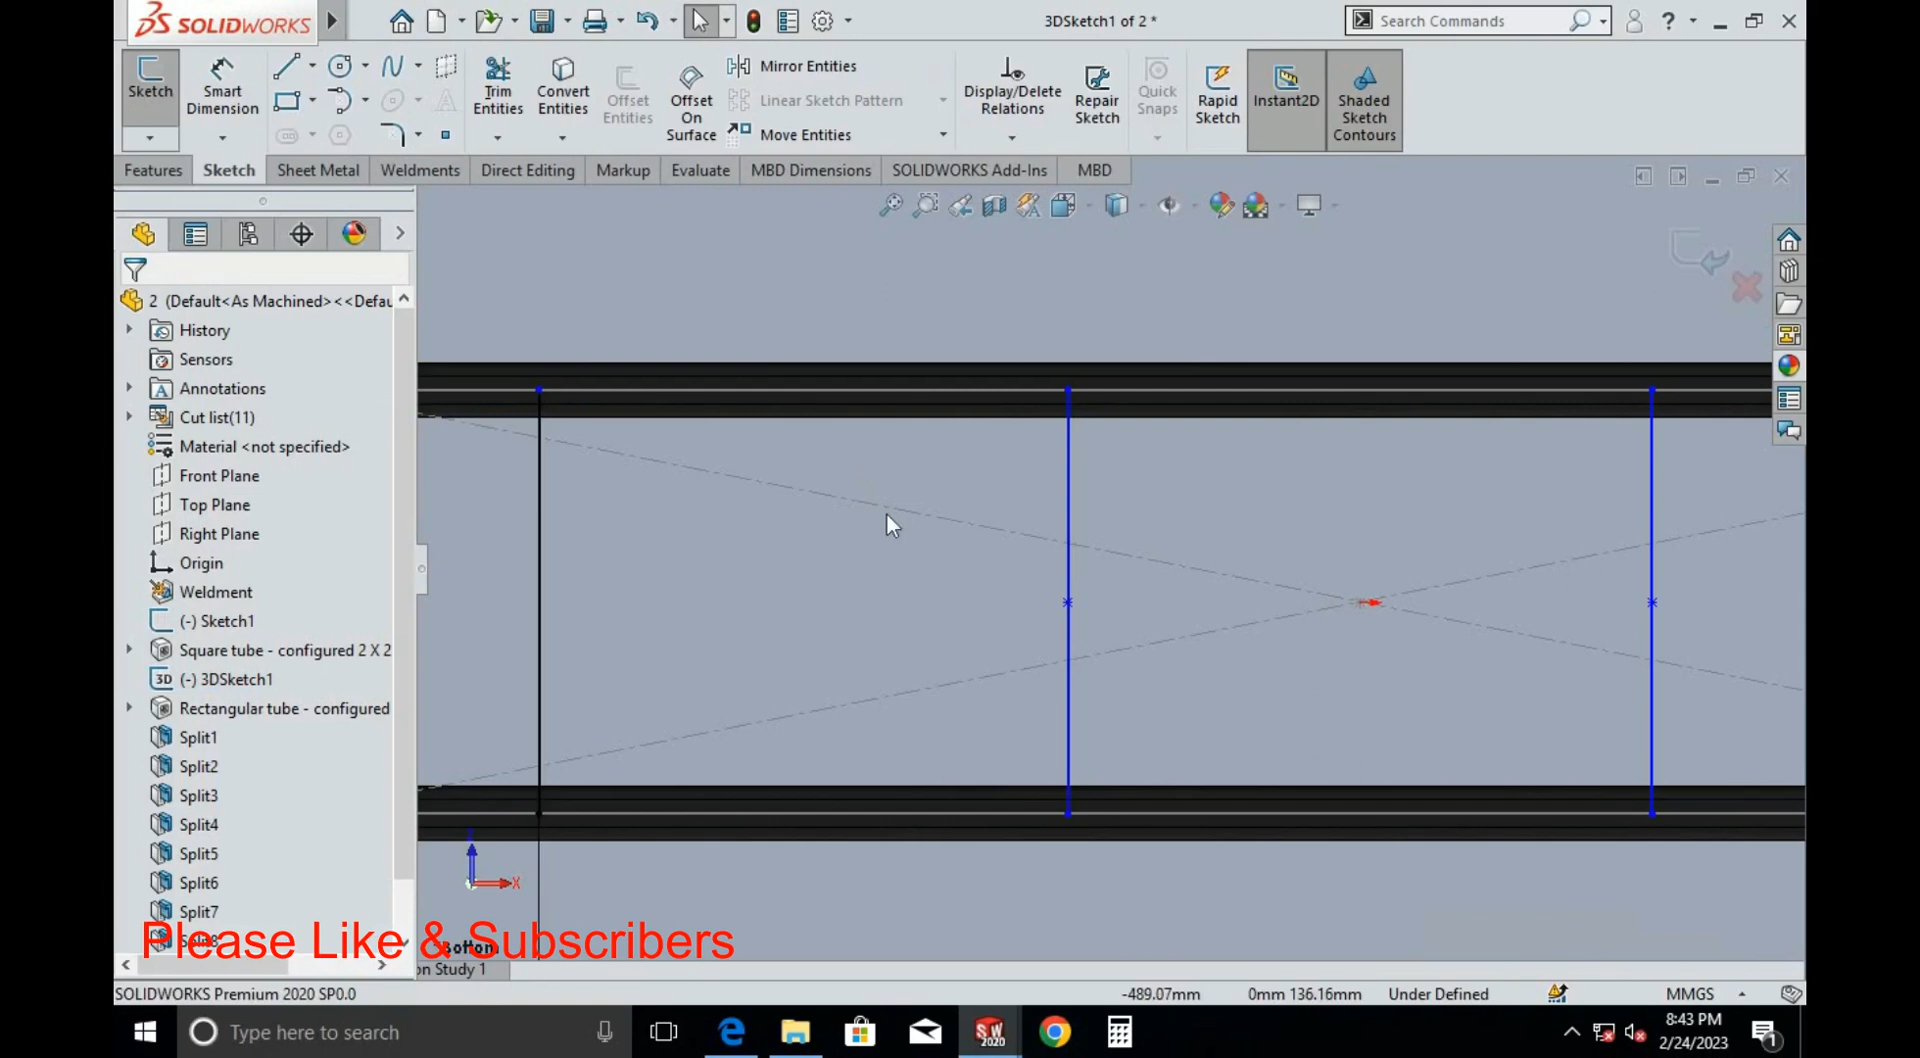 SOLIDWORKS
3DSketch1 of 2 *
Search Commands
?
Sketch
Smart Dimension
Trim Entities
Convert Entities
Offset Entities
Offset On Surface
Mirror Entities
Linear Sketch Pattern
Move Entities
Display/Delete Relations
Repair Sketch
Quick Snaps
Rapid Sketch
Instant2D
Shaded Sketch Contours
Features
Sketch
Sheet Metal
Weldments
Direct Editing
Markup
Evaluate
MBD Dimensions
SOLIDWORKS Add-Ins
MBD
2 (Default<As Machined><<Defau
History
Sensors
Annotations
Cut list(11)
Material <not specified>
Front Plane
Top Plane
Right Plane
Origin
Weldment
(-) Sketch1
Square tube - configured 2 X 2
3D (-) 3DSketch1
Rectangular tube - configured
Split1
Split2
Split3
Split4
Split5
Split6
Split7
X
Please Like & Subscribers
Bottom
on Study 1
SOLIDWORKS Premium 2020 SP0.0
-489.07mm
0mm 136.16mm
Under Defined
MMGS
Type here to search
SW 2020
8:43 PM
2/24/2023
1